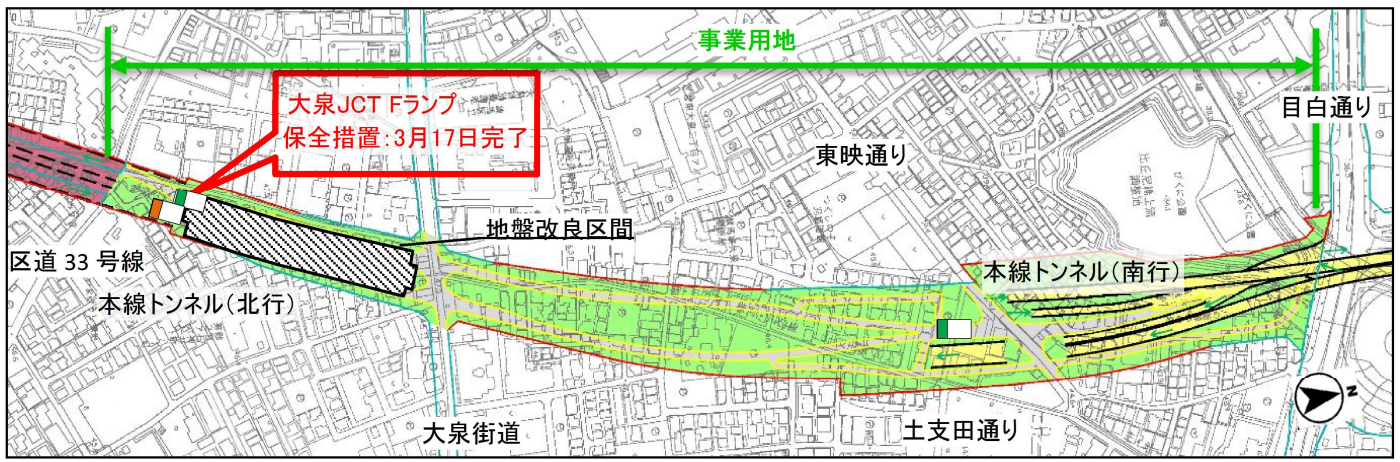 事業用地
大泉JCT Fランプ
保全措置:3月17日完了
目白通り
東映通り
地盤改良区間
区道 33 号線
本線トンネル(北行)
本線トンネル(南行)
大泉街道
土支田通り
N